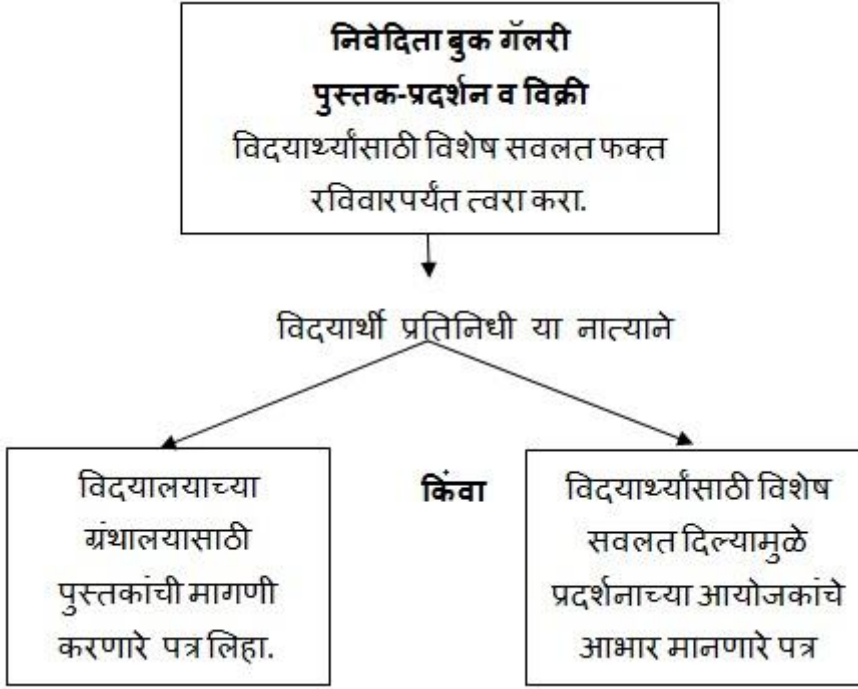 निवेदिता बुक गॅलरी
पुस्तक-प्रदर्शन व विक्री
विदयार्थ्यांसाठी विशेष सवलत फक्त
रविवारपर्यंत त्वरा करा.
विदयार्थी प्रतिनिधी या नात्याने
विदयालयाच्या
ग्रंथालयासाठी
पुस्तकांची मागणी
करणारे पत्र लिहा.
किंवा
विदयार्थ्यांसाठी विशेष
सवलत दिल्यामुळे
प्रदर्शनाच्या आयोजकांचे
आभार मानणारे पत्र